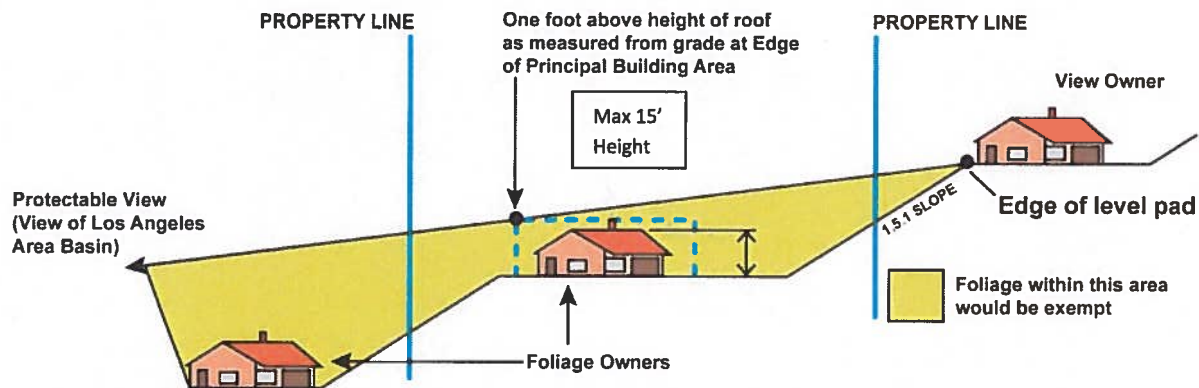 PROPERTY LINE
One foot above height of roof
as measured from grade at Edge
of Principal Building Area
PROPERTY LINE
View Owner
Max 15'
Height
Protectable View
(View of Los Angeles
Area Basin)
1.5.1 SLOPE
Edge of level pad
Foliage within this area
would be exempt
Foliage Owners